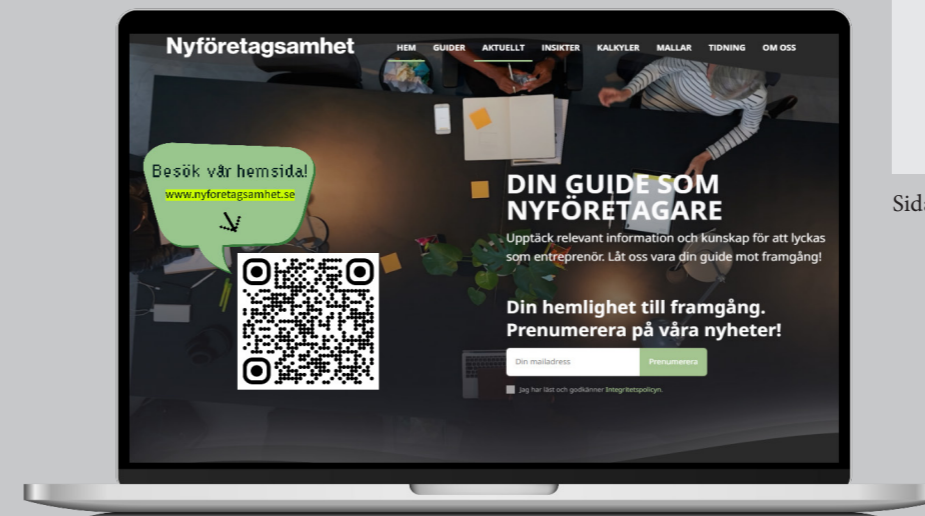 Nyföretagsamhet
HEM GUIDER AKTUELLT INSIKTER KALKYLER MALLAR TIDNING OM OSS
Besök vår hemsida!
www.nyforetagsamhet.se
DIN GUIDE SOM
NYFÖRETAGARE
Upptäck relevant information och kunskap för att lyckas
som entreprenör. Låt oss vara din guide mot framgång!
Din hemlighet till framgång.
Prenumerera på våra nyheter!
Din mailadress Prenumerera
Jag har läst och godkänner Integritetspolicyn.